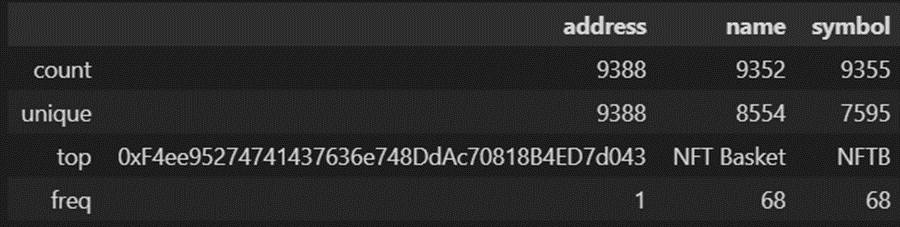 address name symbol
count 9388 9352 9355
unique 9388 8554 7595
top 0xF4ee95274741437636e748DdAc70818B4ED7d043 NFT Basket NFTB
freq 1 68 68